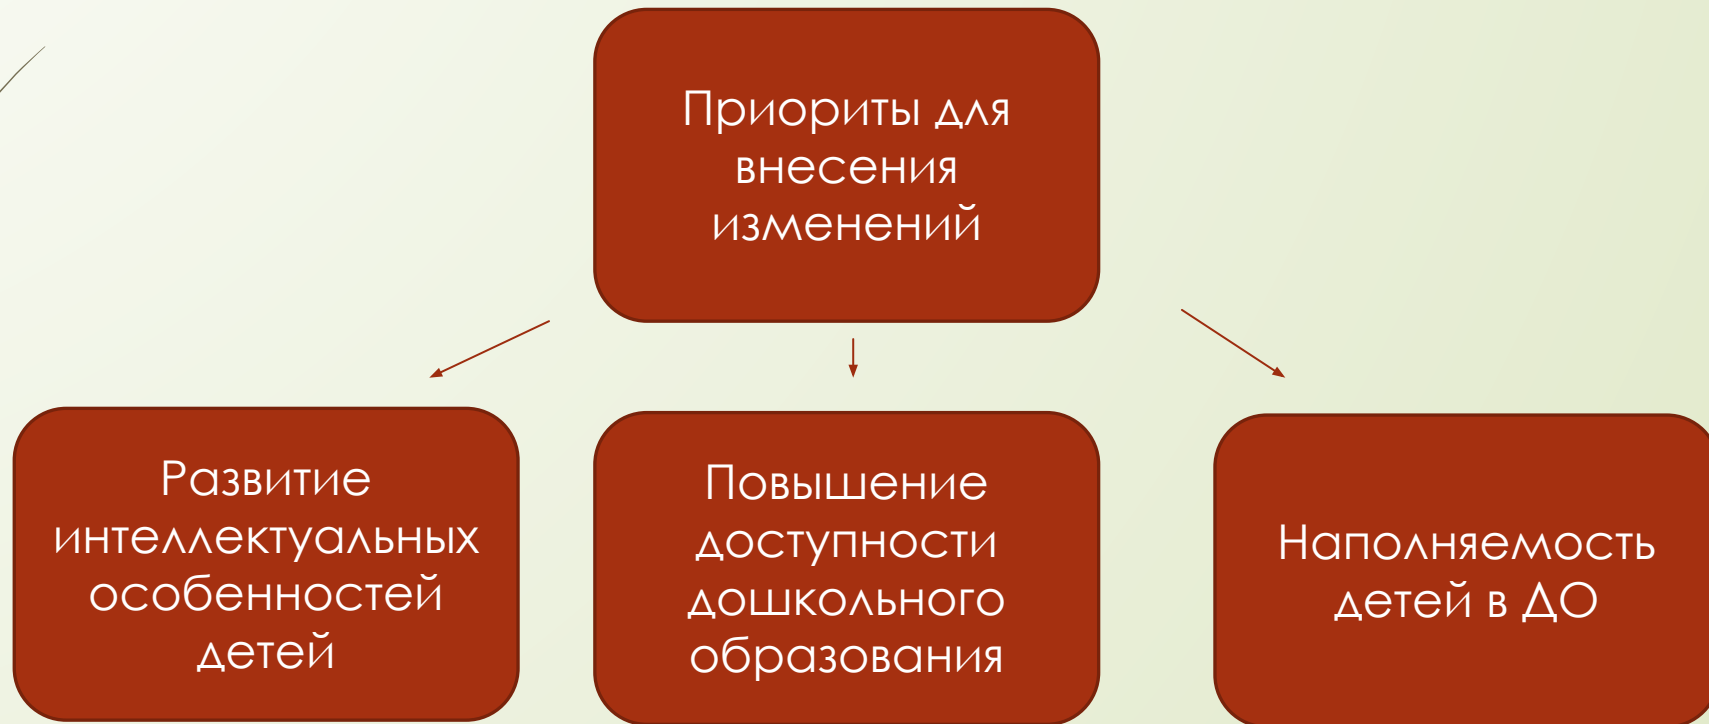 Приориты для
внесения
изменений
Развитие
интеллектуальных
особенностей
детей
Повышение
доступности
дошкольного
образования
Наполняемость
детей в ДО